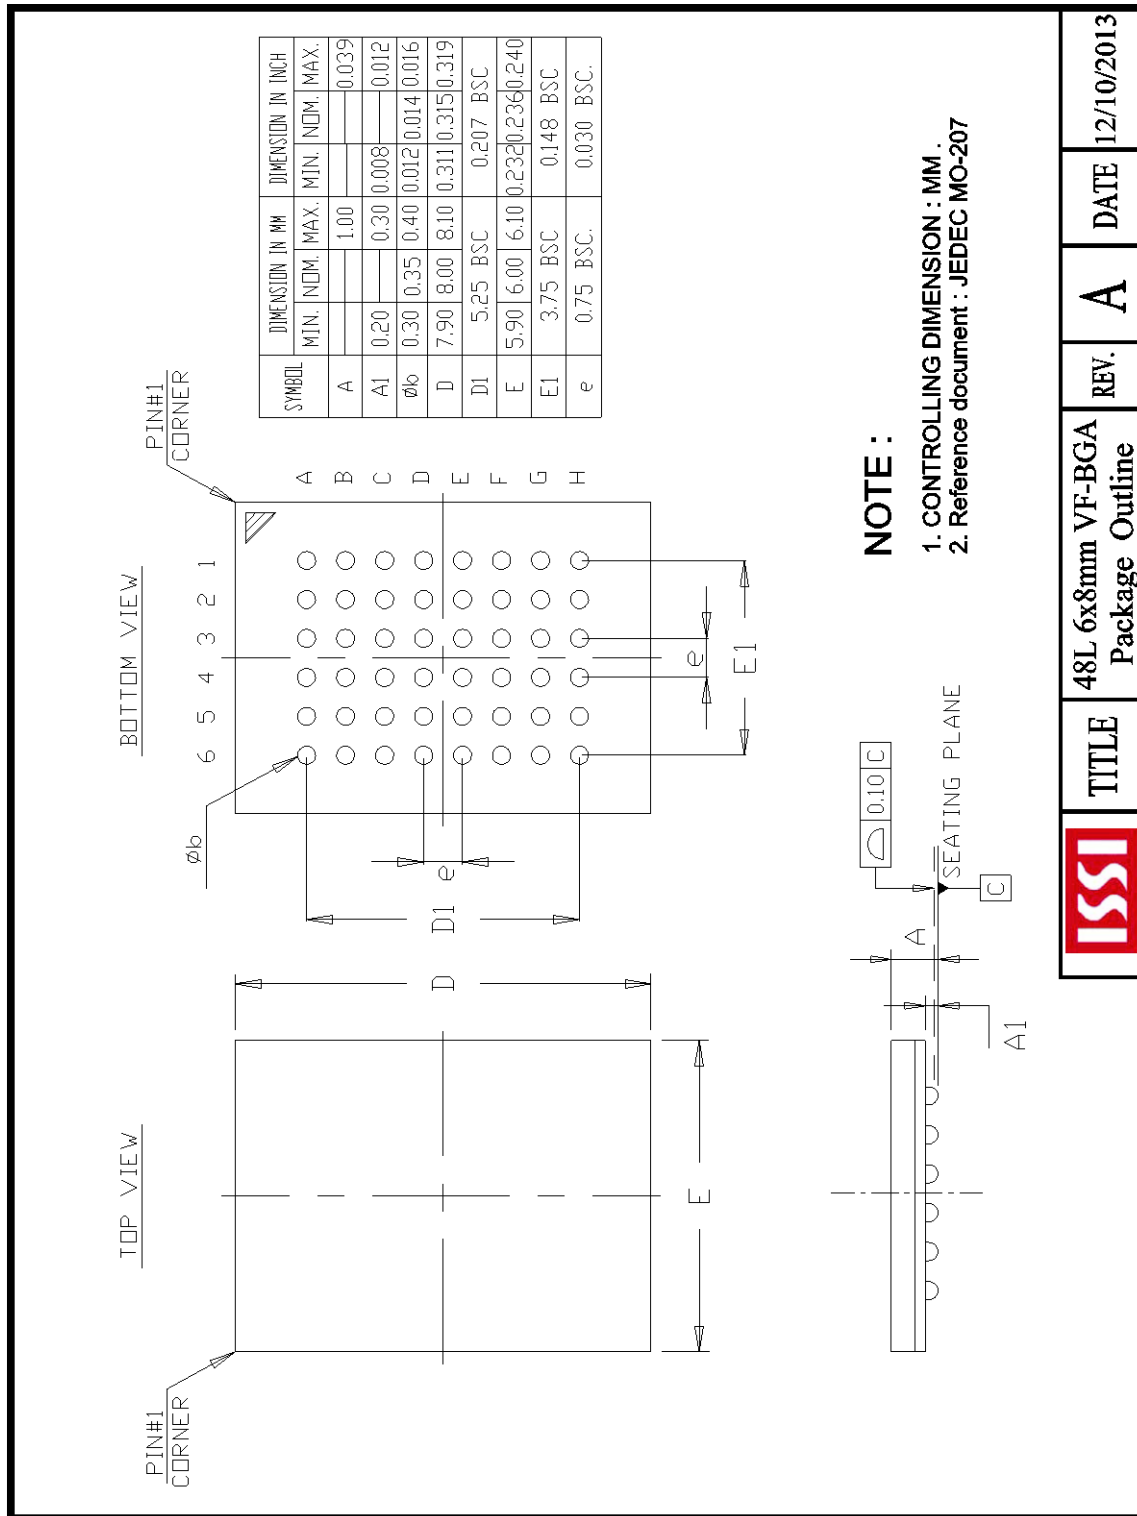 TOP VIEW
BOTTOM VIEW
PIN#1
CORNER
PIN#1
CORNER
6 5 4 3 2 1
Øb
A
B
C
D
E
F
G
H
D
D1
e
E
e
E1
SYMBOL DIMENSION IN MM DIMENSION IN INCH
MIN. NOM. MAX. MIN. NOM. MAX.
A 1.00 0.039
A1 0.20 0.30 0.008 0.012
Øb 0.30 0.35 0.40 0.012 0.014 0.016
D 7.90 8.00 8.10 0.311 0.315 0.319
D1 5.25 BSC 0.207 BSC
E 5.90 6.00 6.10 0.232 0.236 0.240
E1 3.75 BSC 0.148 BSC
e 0.75 BSC. 0.030 BSC.
0.10 C
SEATING PLANE
C
A
A1
NOTE :
1. CONTROLLING DIMENSION : MM .
2. Reference document : JEDEC MO-207
ISSI
TITLE
48L 6x8mm VF-BGA
Package Outline
REV.
A
DATE
12/10/2013